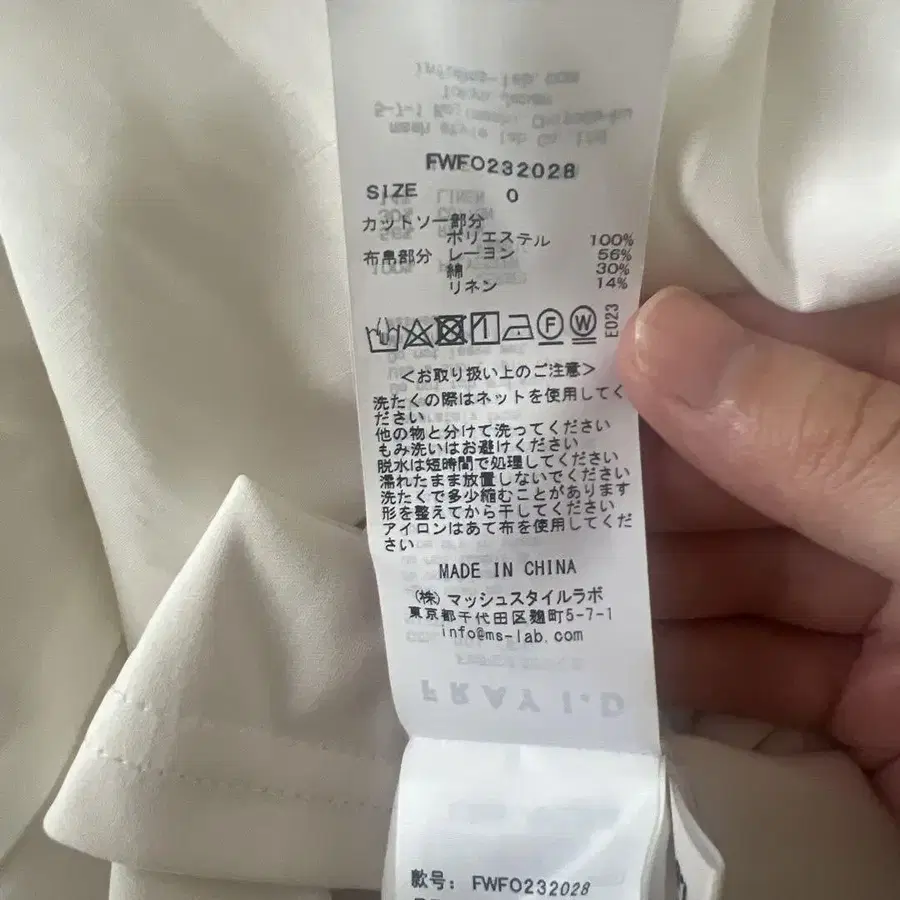 FWFO232028
SIZE 0
カットソー部分
ポリエステル 100%
布帛部分 レーヨン 56%
綿 30%
リネン 14%
F W E023
<お取り扱い上のご注意>
洗たくの際はネットを使用してく
ださい
他の物と分けて洗ってください
もみ洗いはお避けください
脱水は短時間で処理してください
濡れたまま放置しないでください
洗たくで多少縮むことがあります
形を整えてから干してください
アイロンはあて布を使用してくだ
さい
MADE IN CHINA
(株)マッシュスタイルラボ
東京都千代田区麹町5-7-1
info@ms-lab.com
FRAY I.D
款号: FWFO232028